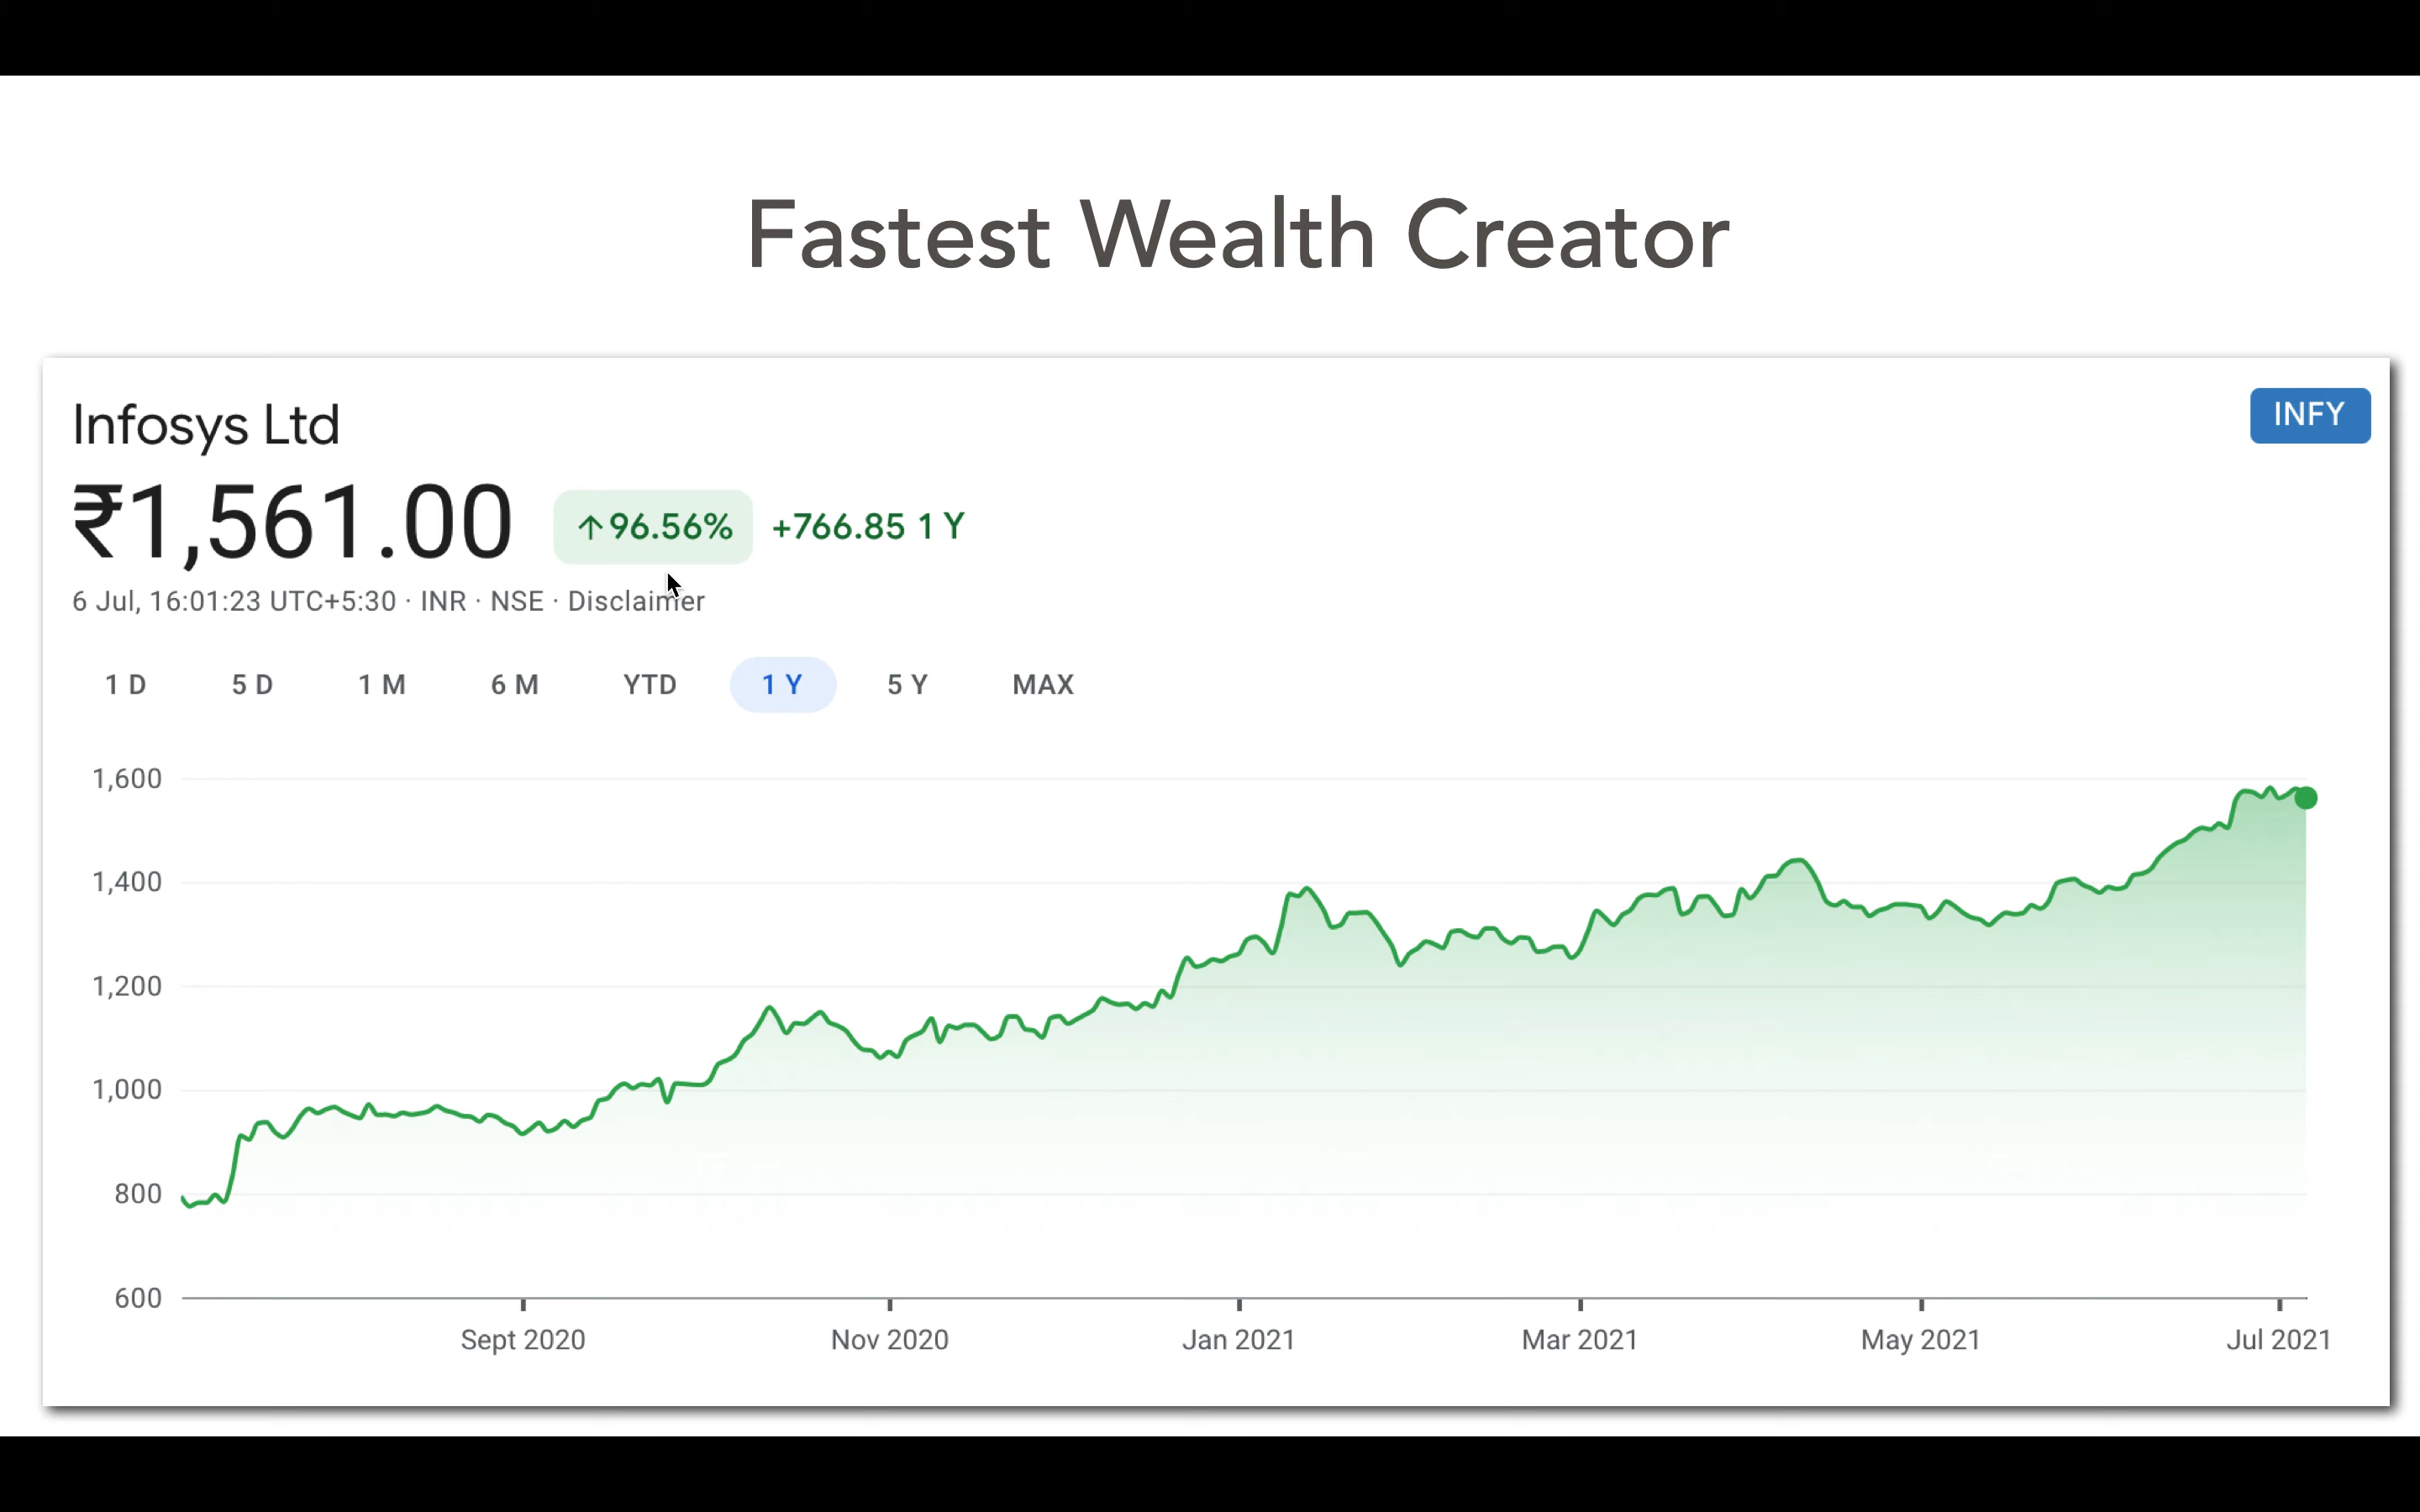 Fastest Wealth Creator
Infosys Ltd
INFY
₹1,561.00 ↑96.56% +766.85 1 Y
6 Jul, 16:01:23 UTC+5:30 · INR · NSE · Disclaimer
1 D 5 D 1 M 6 M YTD 1 Y 5 Y MAX
1,600
1,400
1,200
1,000
800
600
Sept 2020 Nov 2020 Jan 2021 Mar 2021 May 2021 Jul 2021